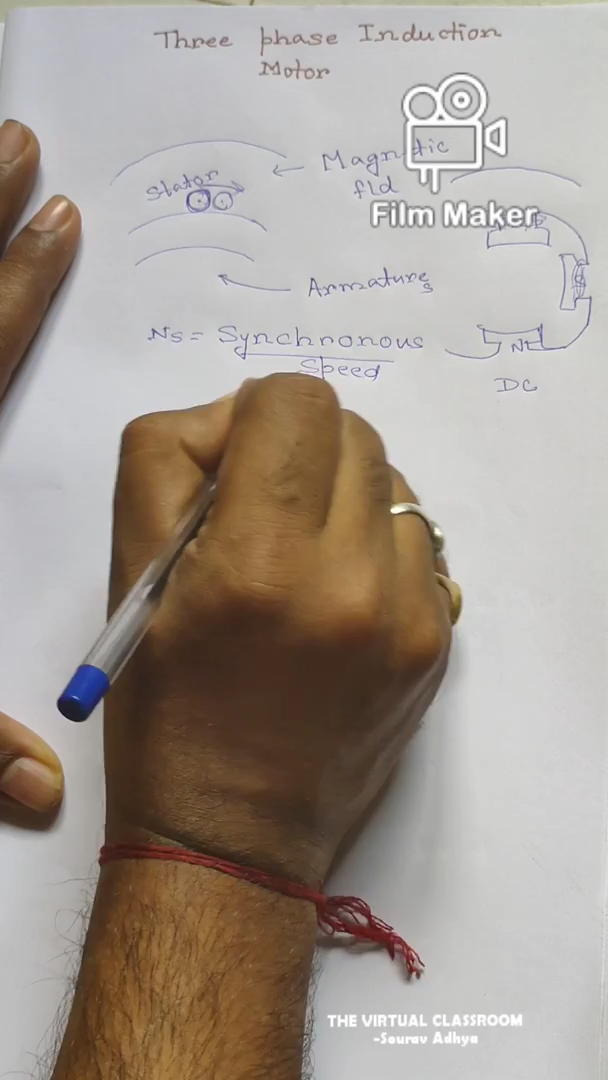 Three phase Induction
Motor
Magnetic
fld
Stator
Film Maker
Armatures
Ns = Synchronous
Speed
N
DC
THE VIRTUAL CLASSROOM
-Sourav Adhya